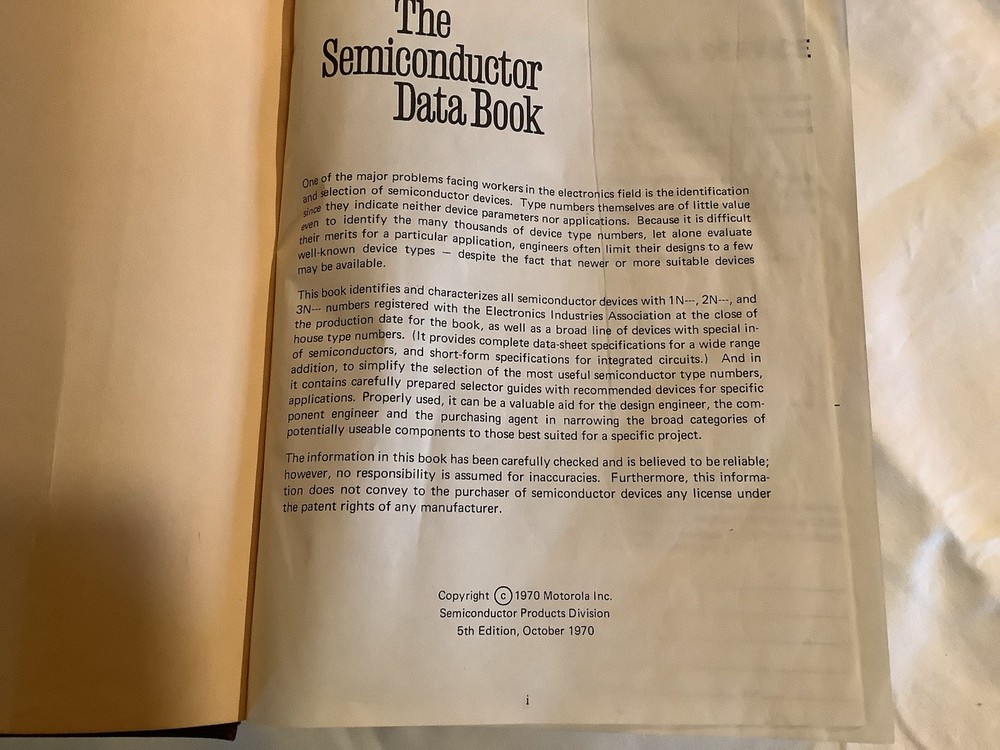 The
Semiconductor
Data Book
One of the major problems facing workers in the electronics field is the identification
and selection of semiconductor devices. Type numbers themselves are of little value
since they indicate neither device parameters nor applications. Because it is difficult
even to identify the many thousands of device type numbers, let alone evaluate
their merits for a particular application, engineers often limit their designs to a few
well-known device types — despite the fact that newer or more suitable devices
may be available.
This book identifies and characterizes all semiconductor devices with 1N---, 2N---, and
3N--- numbers registered with the Electronics Industries Association at the close of
the production date for the book, as well as a broad line of devices with special in-
house type numbers. (It provides complete data-sheet specifications for a wide range
of semiconductors, and short-form specifications for integrated circuits.) And in
addition, to simplify the selection of the most useful semiconductor type numbers,
it contains carefully prepared selector guides with recommended devices for specific
applications. Properly used, it can be a valuable aid for the design engineer, the com-
ponent engineer and the purchasing agent in narrowing the broad categories of
potentially useable components to those best suited for a specific project.
The information in this book has been carefully checked and is believed to be reliable;
however, no responsibility is assumed for inaccuracies. Furthermore, this informa-
tion does not convey to the purchaser of semiconductor devices any license under
the patent rights of any manufacturer.
Copyright © 1970 Motorola Inc.
Semiconductor Products Division
5th Edition, October 1970
i